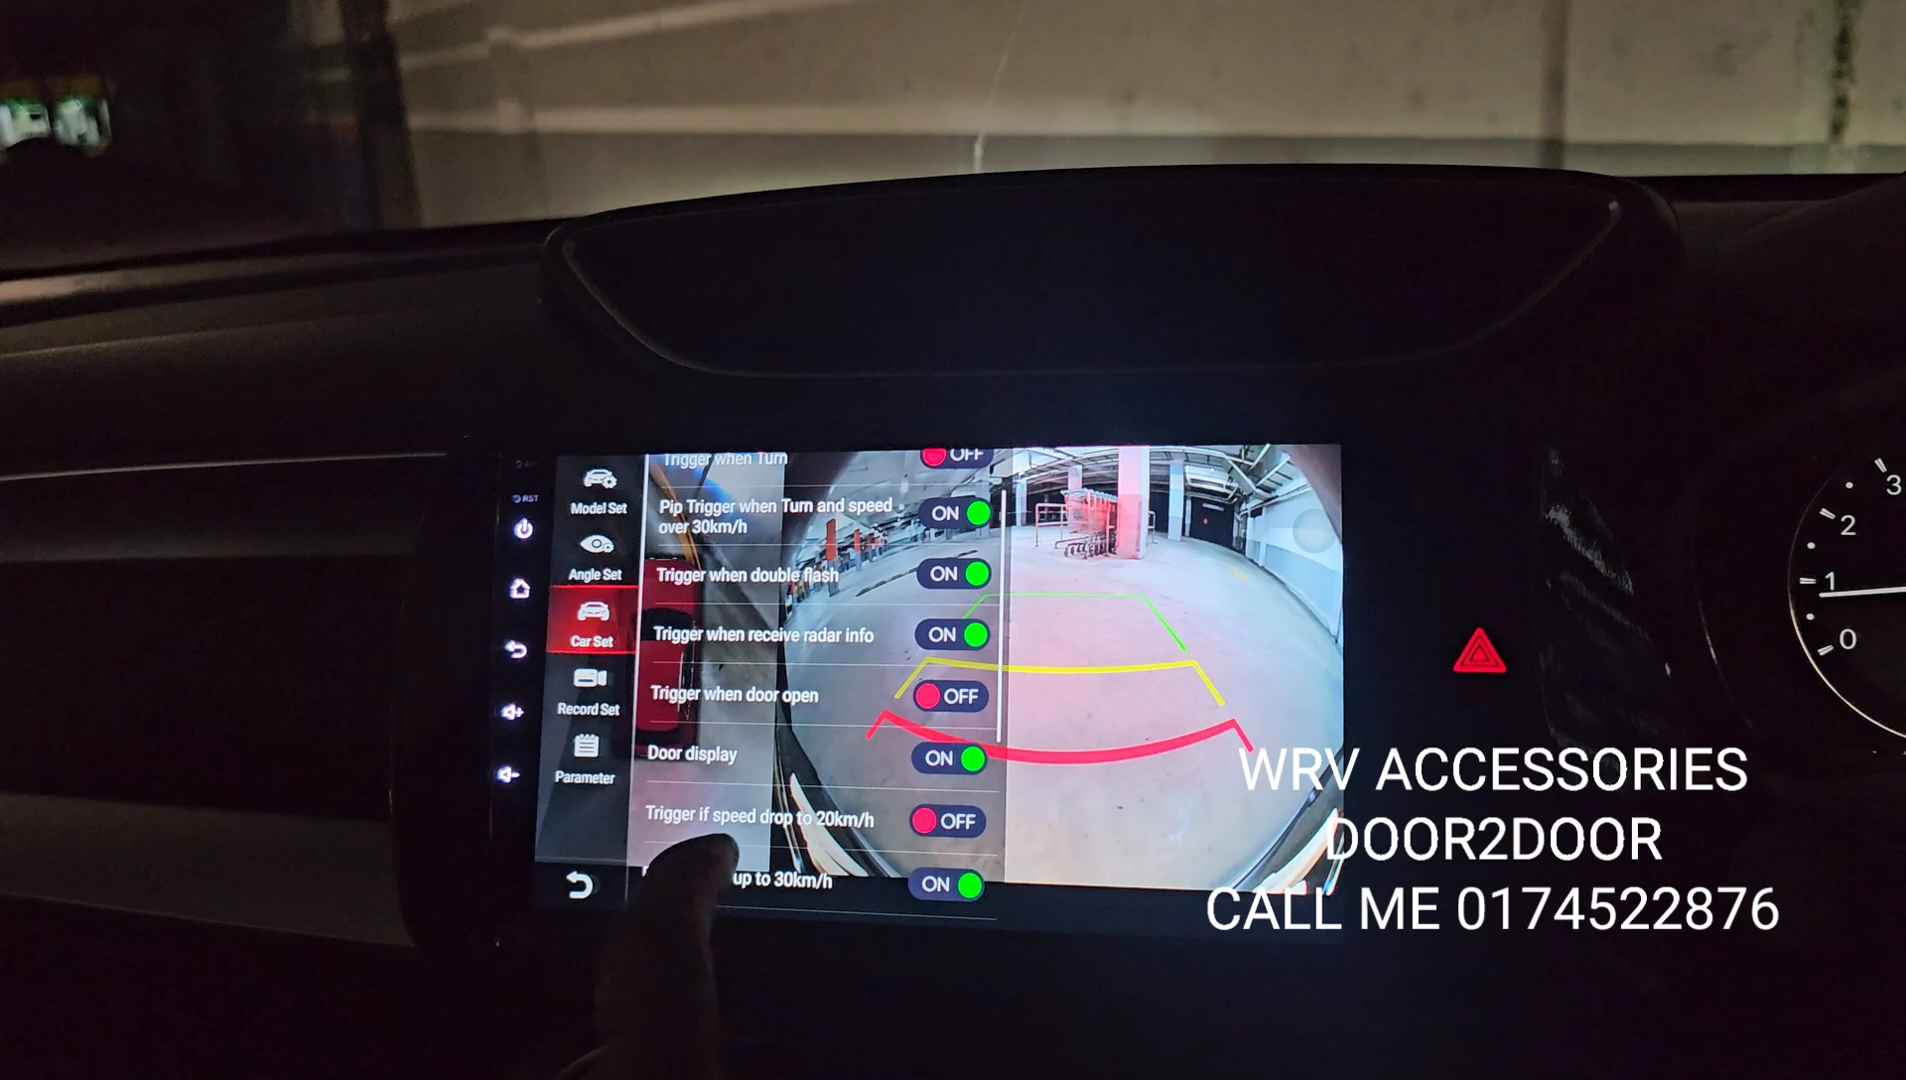 Trigger when Turn OFF
Model Set
Pip Trigger when Turn and speed
over 30km/h ON
RST
Angle Set
Trigger when double flash ON
Car Set
Trigger when receive radar info ON
Record Set
Trigger when door open OFF
Parameter
Door display ON
Trigger if speed drop to 20km/h OFF
up to 30km/h ON
3
2
1
0
WRV ACCESSORIES
DOOR2DOOR
CALL ME 0174522876